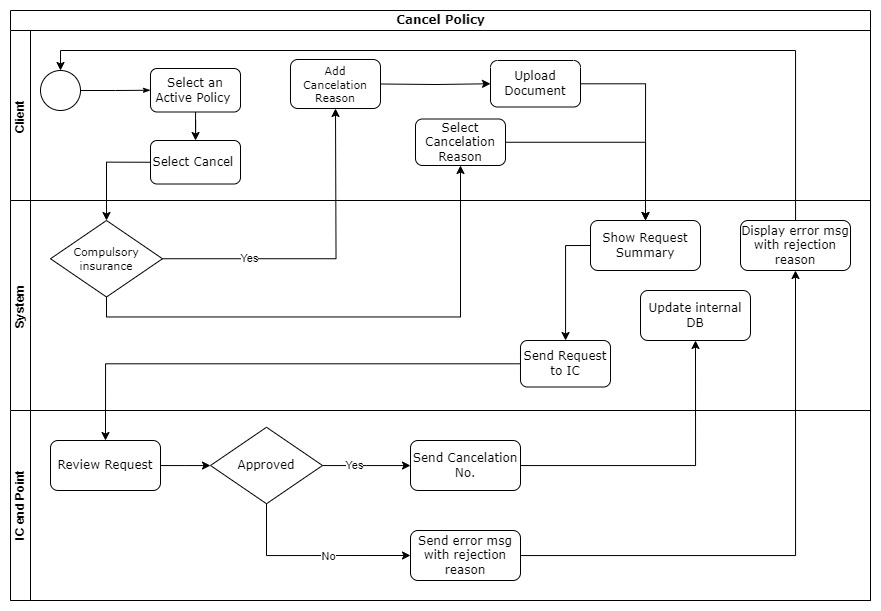 Cancel Policy
Client
Select an
Active Policy
Select Cancel
Add
Cancelation
Reason
Upload
Document
Select
Cancelation
Reason
System
Compulsory
insurance
Yes
Show Request
Summary
Display error msg
with rejection
reason
Update internal
DB
Send Request
to IC
IC end Point
Review Request
Approved
Yes
Send Cancelation
No.
No
Send error msg
with rejection
reason